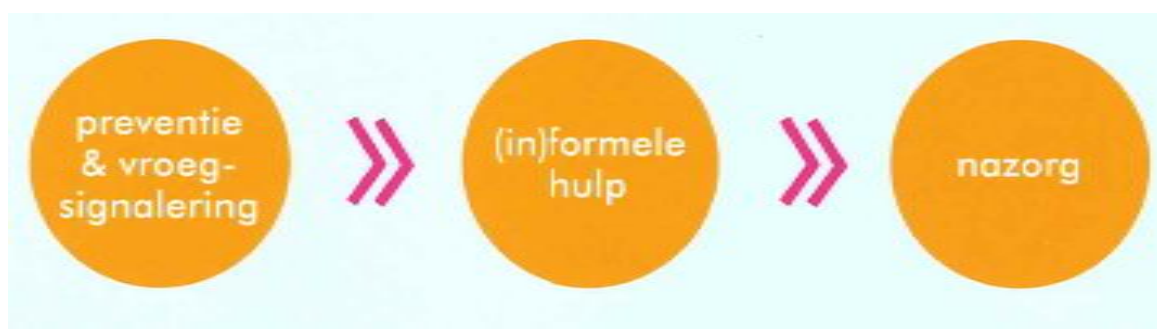 preventie
& vroeg-
signalering
(in)formele
hulp
nazorg